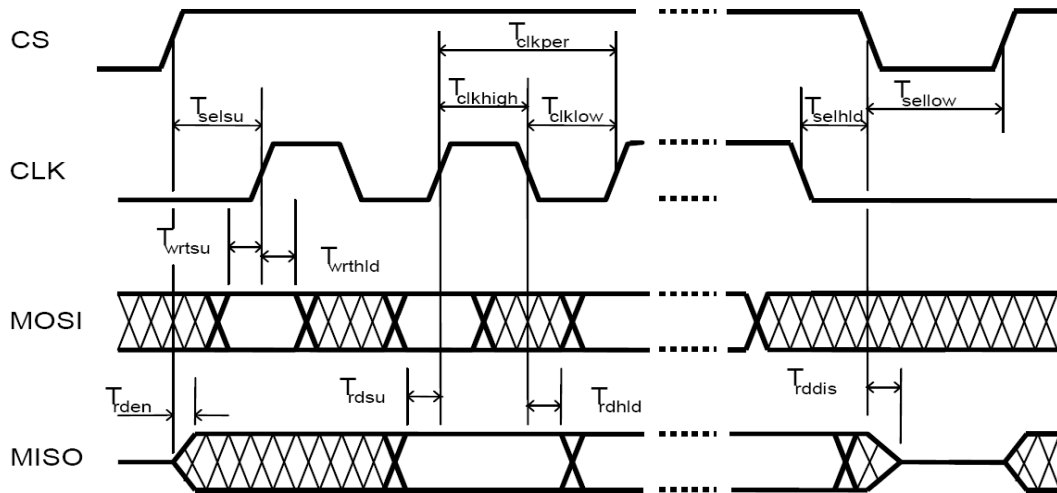 CS
T_clkper
T_clkhigh
T_selsu
T_clklow
T_selhld
T_sellow
CLK
T_wrtsu
T_wrthld
MOSI
T_rden
T_rdsu
T_rdhld
T_rddis
MISO